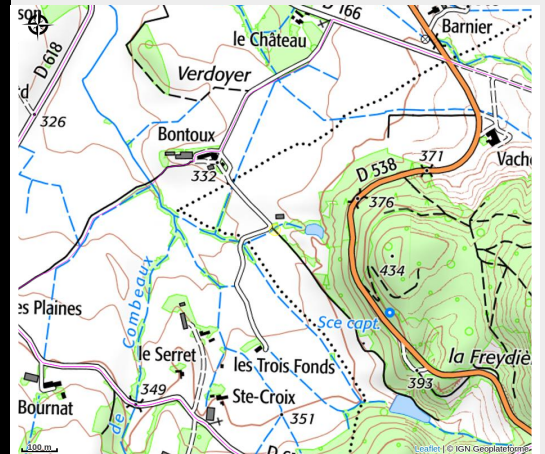 D 166
Barnier
le Château
D 618
Verdoyer
326
Bontoux
332
D 538
371
Vach
376
434
Combeaux
es Plaines
Sce capt.
le Serret
les Trois Fonds
la Freydiè
393
349
Ste-Croix
Bournat
351
de
100 m
Leaflet | © IGN Geoplateforme